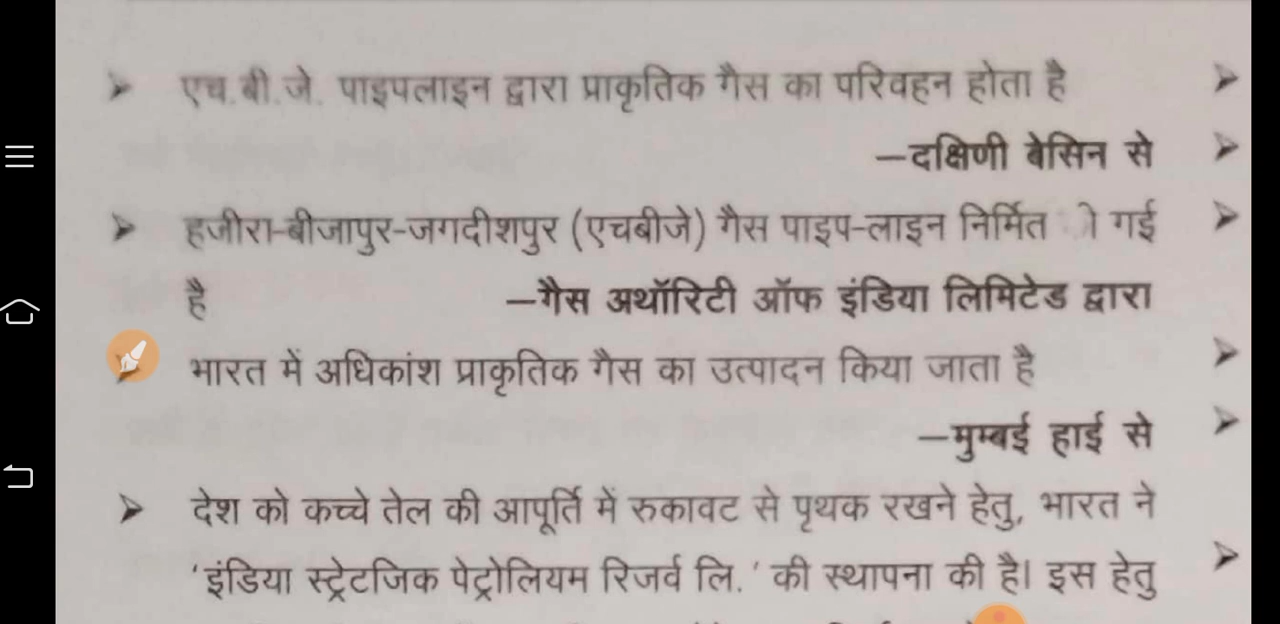 एच.बी.जे. पाइपलाइन द्वारा प्राकृतिक गैस का परिवहन होता है
—दक्षिणी बेसिन से
हजीरा-बीजापुर-जगदीशपुर (एचबीजे) गैस पाइप-लाइन निर्मित गई
है —गैस अथॉरिटी ऑफ इंडिया लिमिटेड द्वारा
भारत में अधिकांश प्राकृतिक गैस का उत्पादन किया जाता है
—मुम्बई हाई से
देश को कच्चे तेल की आपूर्ति में रुकावट से पृथक रखने हेतु, भारत ने
'इंडिया स्ट्रेटजिक पेट्रोलियम रिजर्व लि. ' की स्थापना की है। इस हेतु